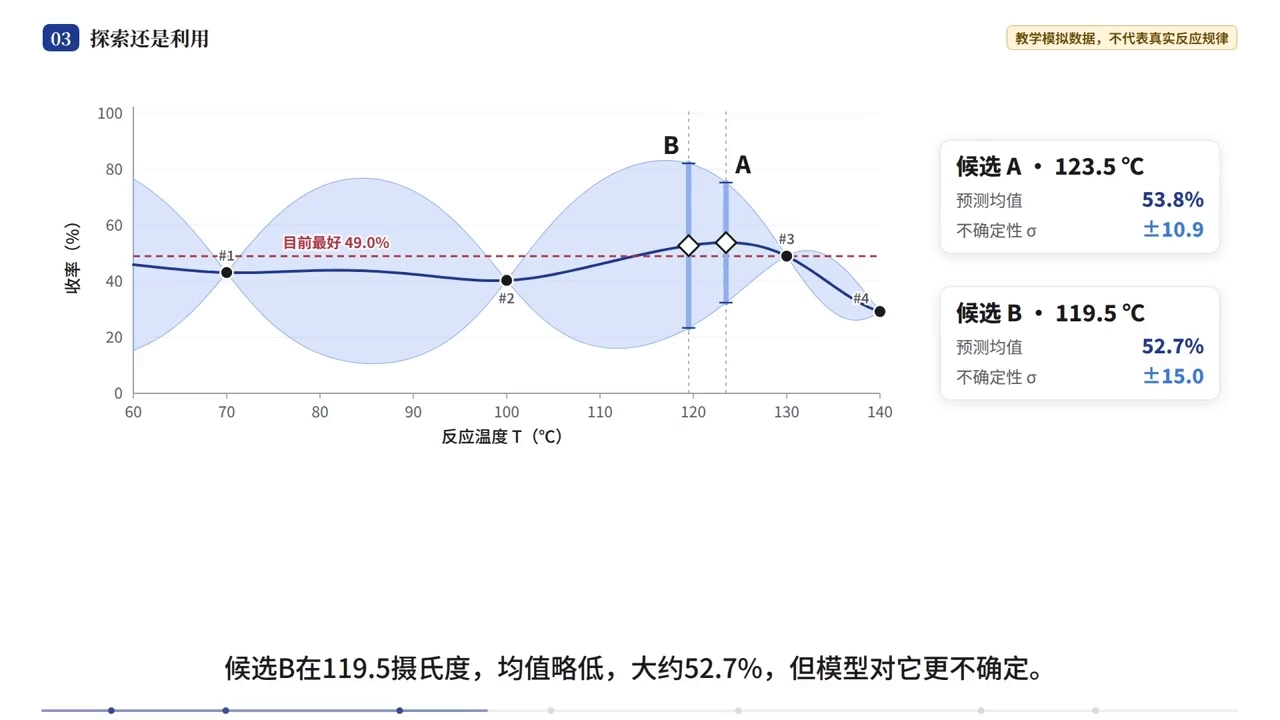 03 探索还是利用
教学模拟数据，不代表真实反应规律
100
80
60
40
20
0
收率（%）
60 70 80 90 100 110 120 130 140
反应温度 T（℃）
目前最好 49.0%
#1
#2
#3
#4
B
A
候选 A · 123.5 ℃
预测均值 53.8%
不确定性 σ ±10.9
候选 B · 119.5 ℃
预测均值 52.7%
不确定性 σ ±15.0
候选B在119.5摄氏度，均值略低，大约52.7%，但模型对它更不确定。